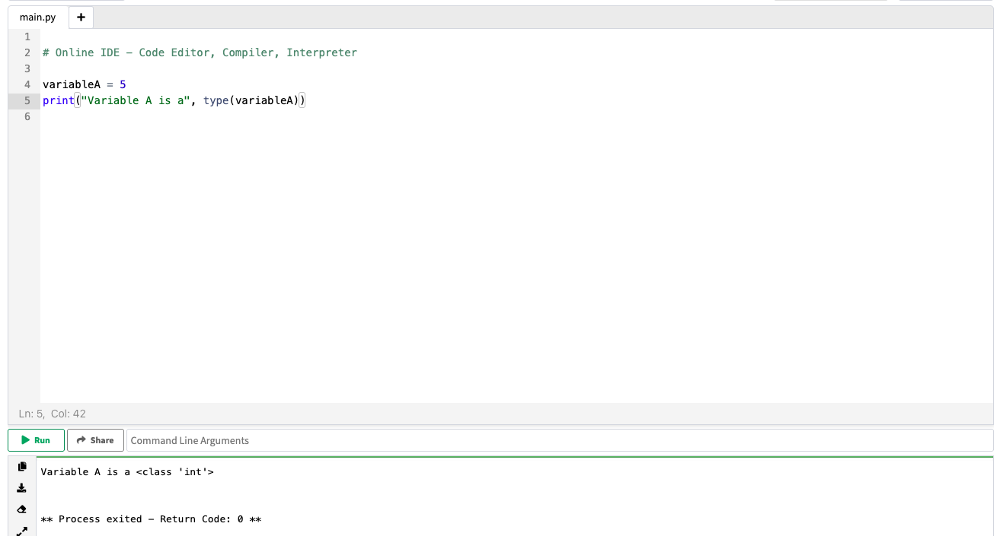 main.py +
1
2 # Online IDE - Code Editor, Compiler, Interpreter
3
4 variableA = 5
5 print("Variable A is a", type(variableA))
6
Ln: 5, Col: 42
Run Share Command Line Arguments
Variable A is a <class 'int'>
** Process exited - Return Code: 0 **